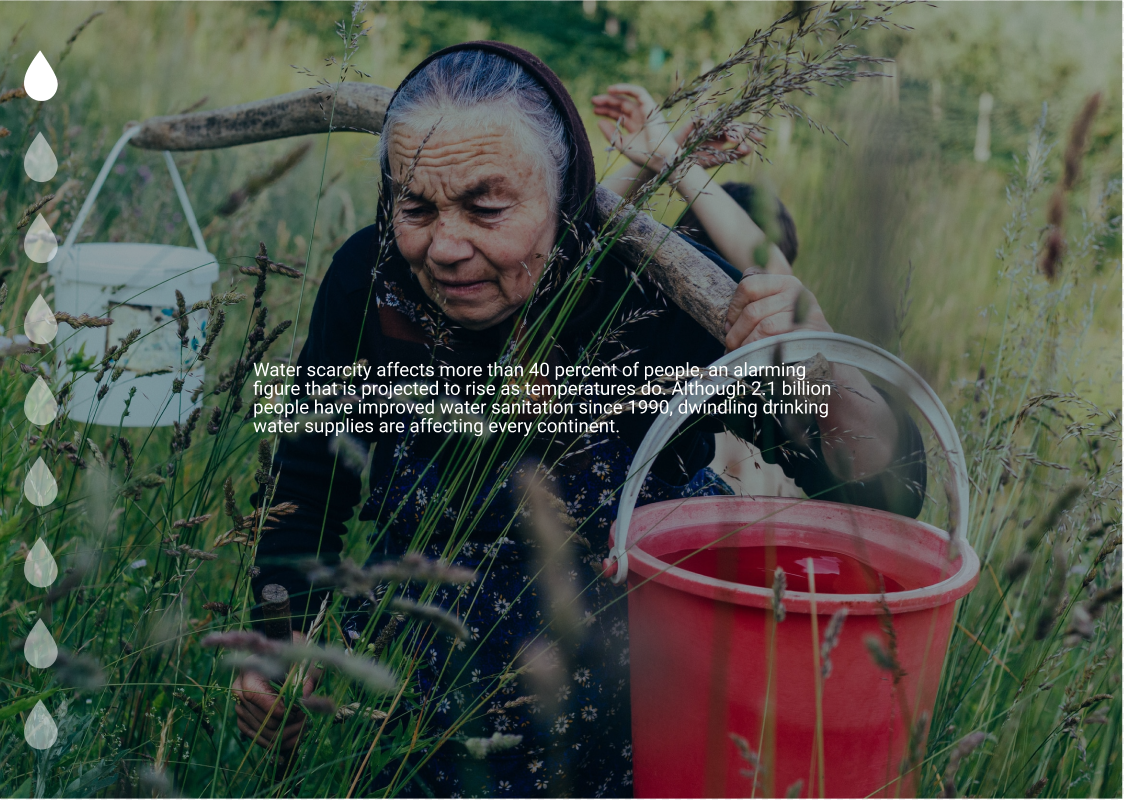 Water scarcity affects more than 40 percent of people, an alarming
figure that is projected to rise as temperatures do. Although 2.1 billion
people have improved water sanitation since 1990, dwindling drinking
water supplies are affecting every continent.